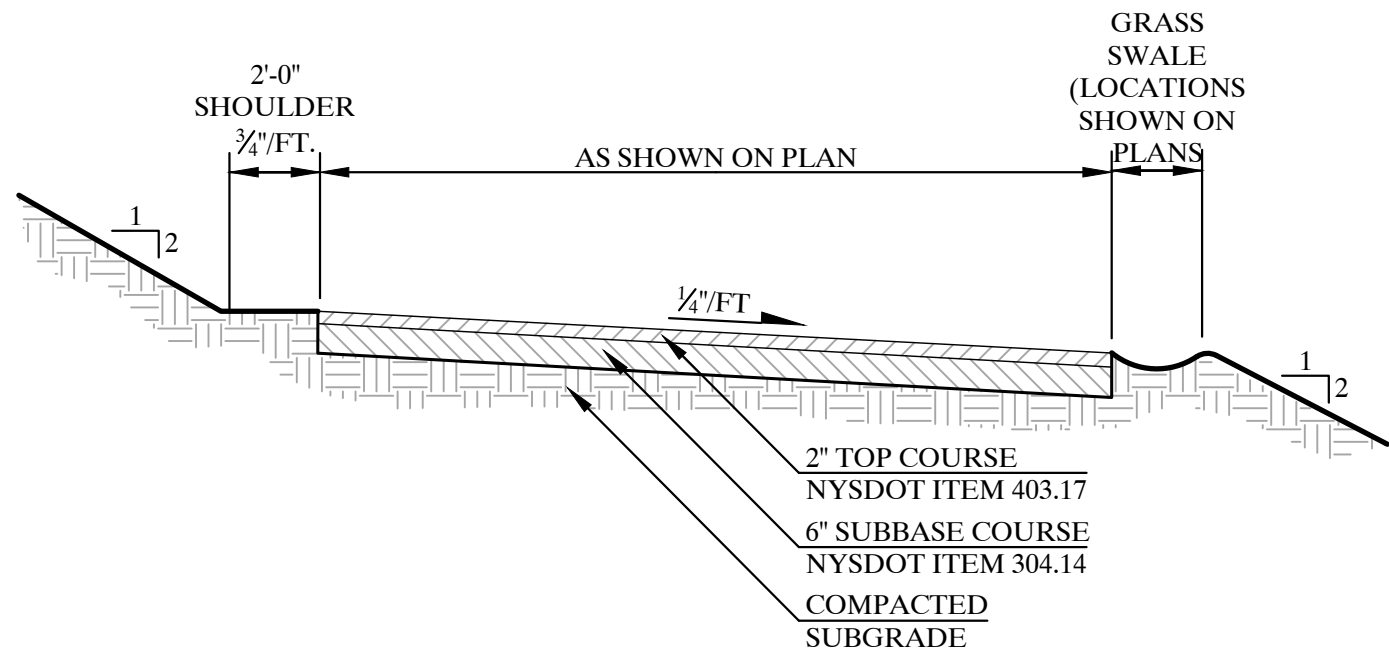 2'-0"
SHOULDER
¾"/FT.
AS SHOWN ON PLAN
GRASS
SWALE
(LOCATIONS
SHOWN ON
PLANS
1
2
¼"/FT
1
2
2" TOP COURSE
NYSDOT ITEM 403.17
6" SUBBASE COURSE
NYSDOT ITEM 304.14
COMPACTED
SUBGRADE